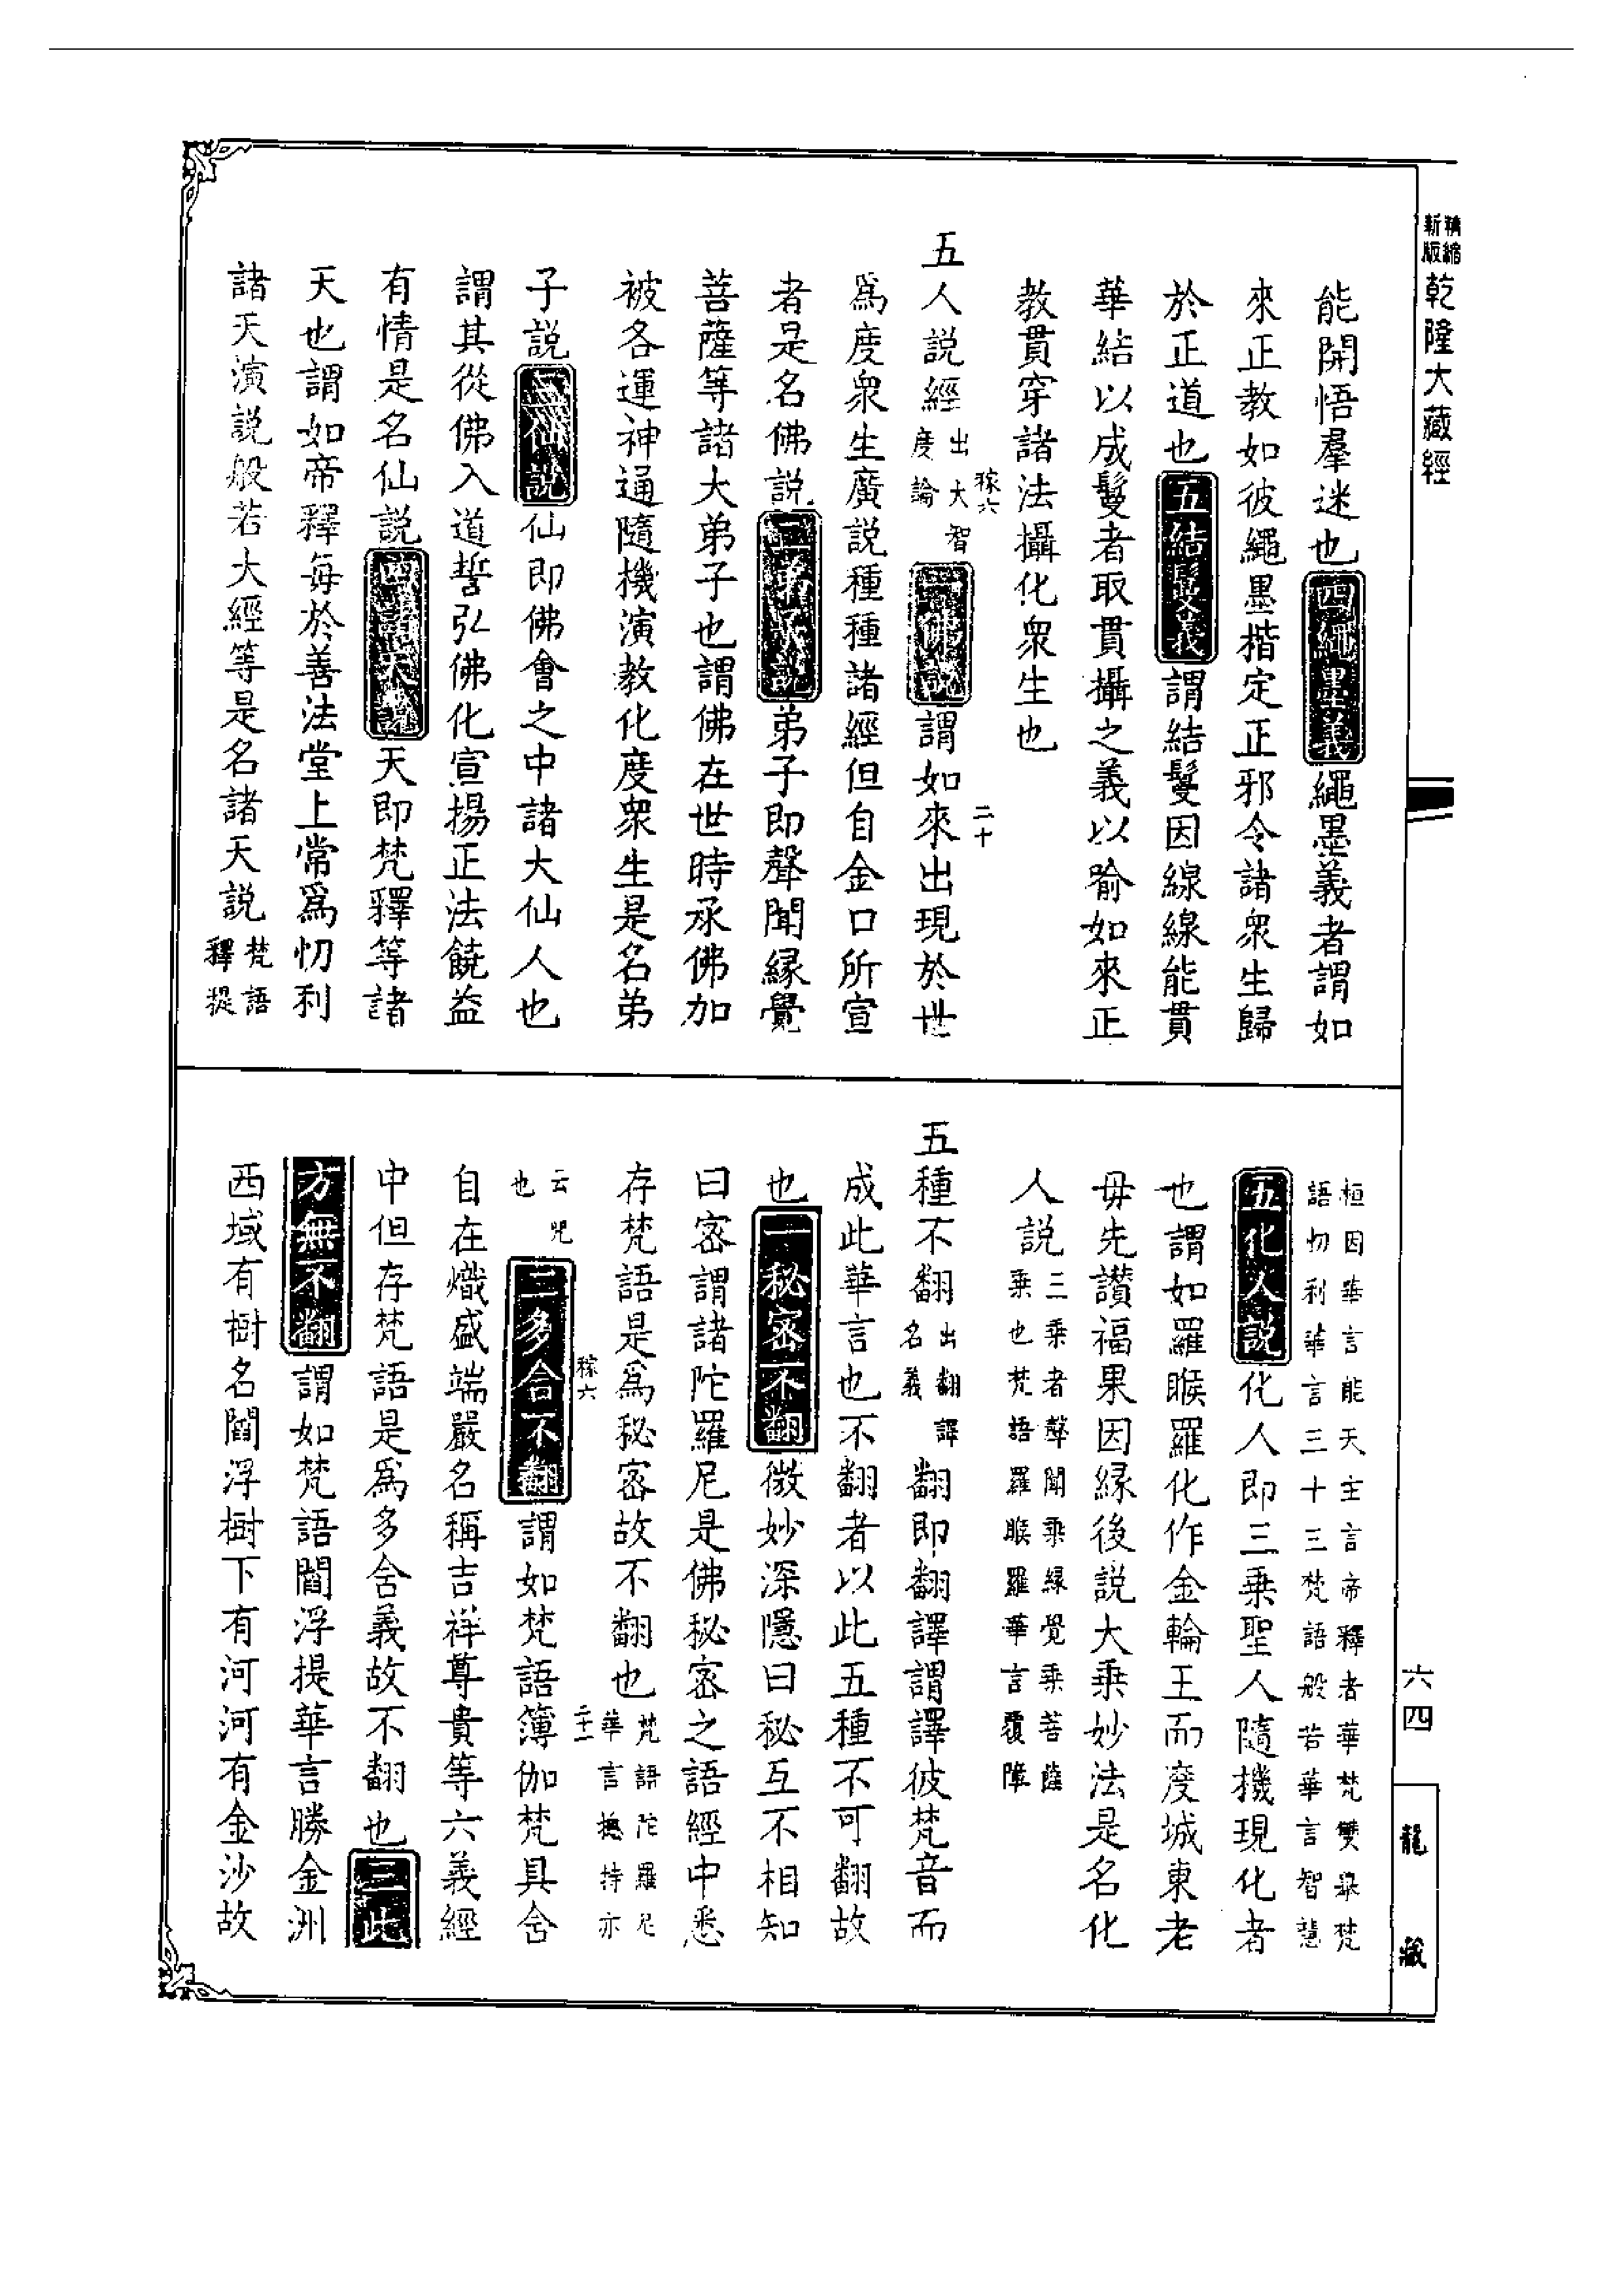 精縮新版乾隆大藏經
能開悟羣迷也四繩墨義繩墨義者謂如
來正教如彼繩墨揩定正邪令諸衆生歸
於正道也五結鬘義謂結鬘因線線能貫
華結以成鬘者取貫攝之義以喻如來正
教貫穿諸法攝化衆生也
稼六
二十
五人說經出大智度論一佛說謂如來出現於世
爲度衆生廣說種種諸經但自金口所宣
者是名佛說二弟子說弟子即聲聞緣覺
菩薩等諸大弟子也謂佛在世時承佛加
被各運神通隨機演教化度衆生是名弟
子說三仙說仙即佛會之中諸大仙人也
謂其從佛入道誓弘佛化宣揚正法饒益
有情是名仙說四諸天說天即梵釋等諸
天也謂如帝釋每於善法堂上常爲忉利
諸天演說般若大經等是名諸天說梵語釋提
桓因華言能天主言帝釋者華梵雙舉梵
語忉利華言三十三梵語般若華言智慧
五化人說化人即三乘聖人隨機現化者
也謂如羅睺羅化作金輪王而度城東老
母先讚福果因緣後說大乘妙法是名化
人說三乘者聲聞乘緣覺乘菩薩乘也梵語羅睺羅華言覆障
五種不翻出翻譯名義翻即翻譯謂譯彼梵音而
成此華言也不翻者以此五種不可翻故
也一秘密不翻微妙深隱曰秘互不相知
曰密謂諸陀羅尼是佛秘密之語經中悉
存梵語是爲秘密故不翻也梵語陀羅尼華言揔持亦
稼六
二十一
云咒也二多含不翻謂如梵語簿伽梵具含
自在熾盛端嚴名稱吉祥尊貴等六義經
中但存梵語是爲多含義故不翻也三此
方無不翻謂如梵語閻浮提華言勝金洲
西域有樹名閻浮樹下有河河有金沙故
六四
龍藏